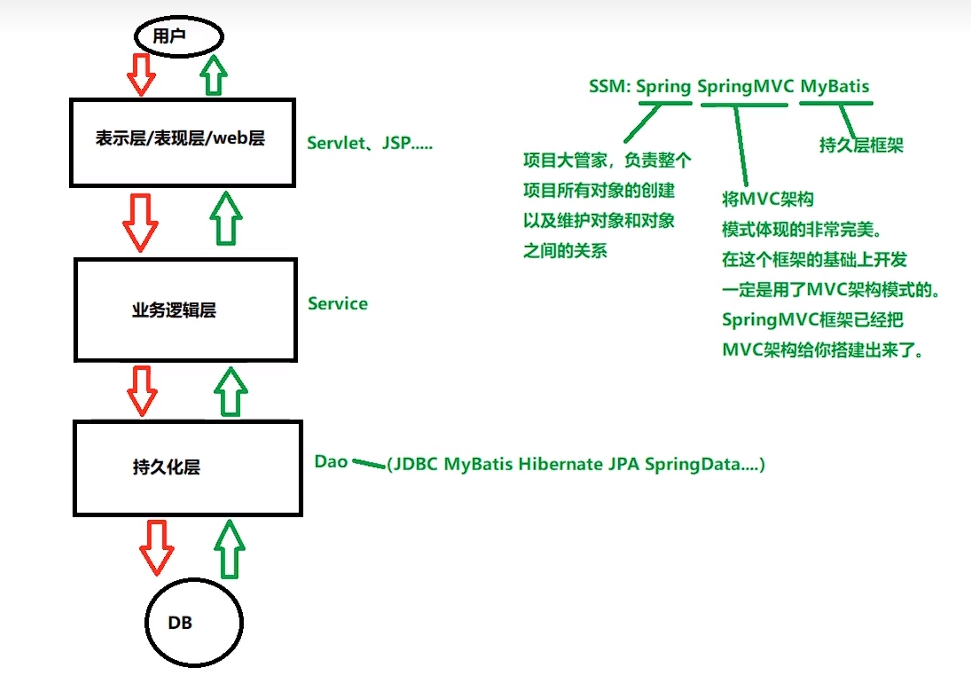 用户
表示层/表现层/web层
Servlet、JSP.....
业务逻辑层
Service
持久化层
Dao
(JDBC MyBatis Hibernate JPA SpringData....)
DB
SSM: Spring SpringMVC MyBatis
项目大管家，负责整个
项目所有对象的创建
以及维护对象和对象
之间的关系
将MVC架构
模式体现的非常完美。
在这个框架的基础上开发
一定是用了MVC架构模式的。
SpringMVC框架已经把
MVC架构给你搭建出来了。
持久层框架